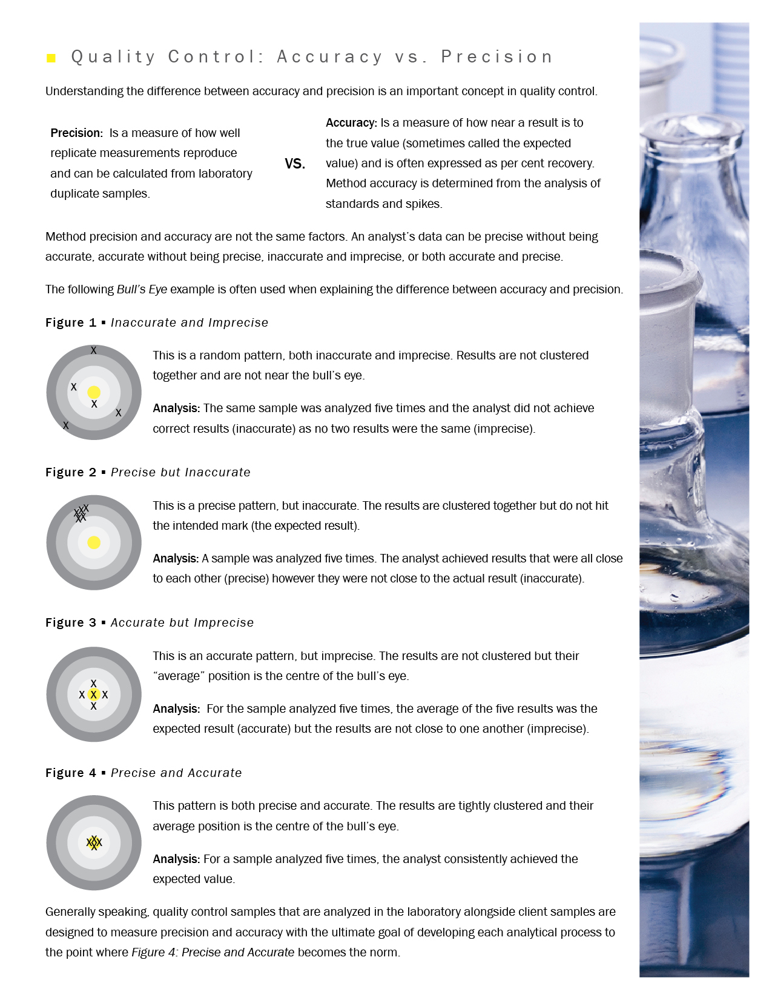 Quality Control: Accuracy vs. Precision
Understanding the difference between accuracy and precision is an important concept in quality control.
Precision: Is a measure of how well
replicate measurements reproduce
and can be calculated from laboratory
duplicate samples.
VS.
Accuracy: Is a measure of how near a result is to
the true value (sometimes called the expected
value) and is often expressed as per cent recovery.
Method accuracy is determined from the analysis of
standards and spikes.
Method precision and accuracy are not the same factors. An analyst's data can be precise without being
accurate, accurate without being precise, inaccurate and imprecise, or both accurate and precise.
The following Bull's Eye example is often used when explaining the difference between accuracy and precision.
Figure 1 ▪ Inaccurate and Imprecise
X
X
X
X
X
This is a random pattern, both inaccurate and imprecise. Results are not clustered
together and are not near the bull's eye.
Analysis: The same sample was analyzed five times and the analyst did not achieve
correct results (inaccurate) as no two results were the same (imprecise).
Figure 2 ▪ Precise but Inaccurate
X X X
X X
This is a precise pattern, but inaccurate. The results are clustered together but do not hit
the intended mark (the expected result).
Analysis: A sample was analyzed five times. The analyst achieved results that were all close
to each other (precise) however they were not close to the actual result (inaccurate).
Figure 3 ▪ Accurate but Imprecise
X
X X X
X
This is an accurate pattern, but imprecise. The results are not clustered but their
“average” position is the centre of the bull's eye.
Analysis: For the sample analyzed five times, the average of the five results was the
expected result (accurate) but the results are not close to one another (imprecise).
Figure 4 ▪ Precise and Accurate
X
X X
X
This pattern is both precise and accurate. The results are tightly clustered and their
average position is the centre of the bull's eye.
Analysis: For a sample analyzed five times, the analyst consistently achieved the
expected value.
Generally speaking, quality control samples that are analyzed in the laboratory alongside client samples are
designed to measure precision and accuracy with the ultimate goal of developing each analytical process to
the point where Figure 4: Precise and Accurate becomes the norm.